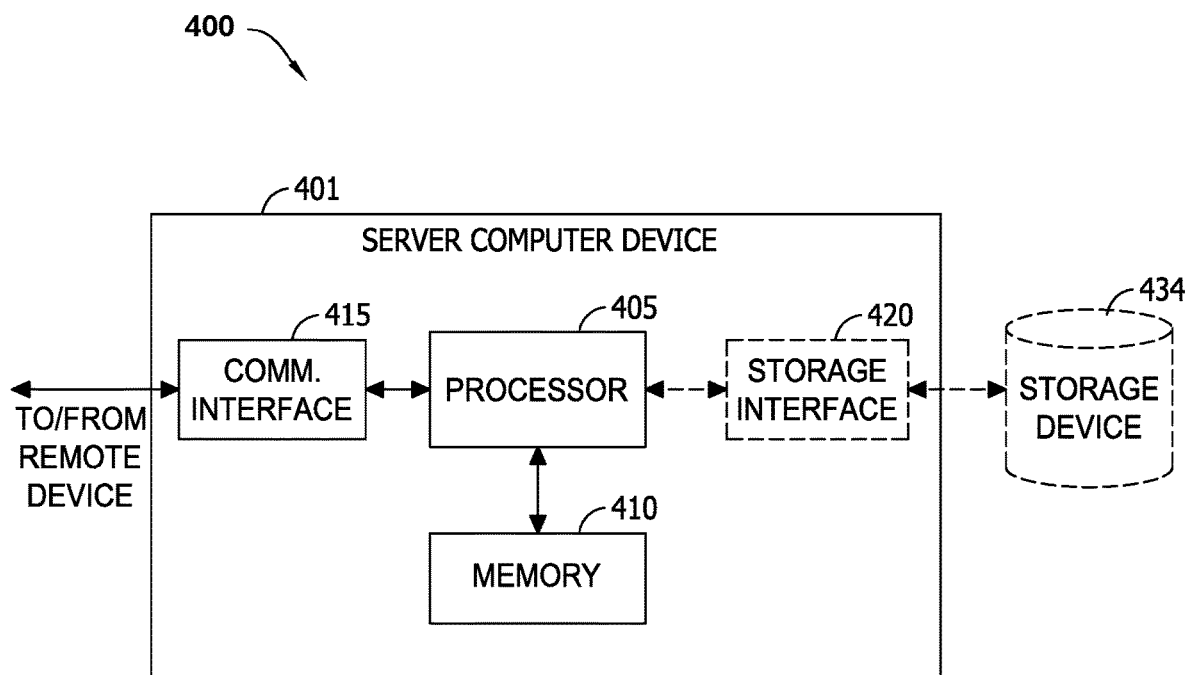 400
401
SERVER COMPUTER DEVICE
415
COMM.
INTERFACE
405
PROCESSOR
420
STORAGE
INTERFACE
434
STORAGE
DEVICE
TO/FROM
REMOTE
DEVICE
410
MEMORY